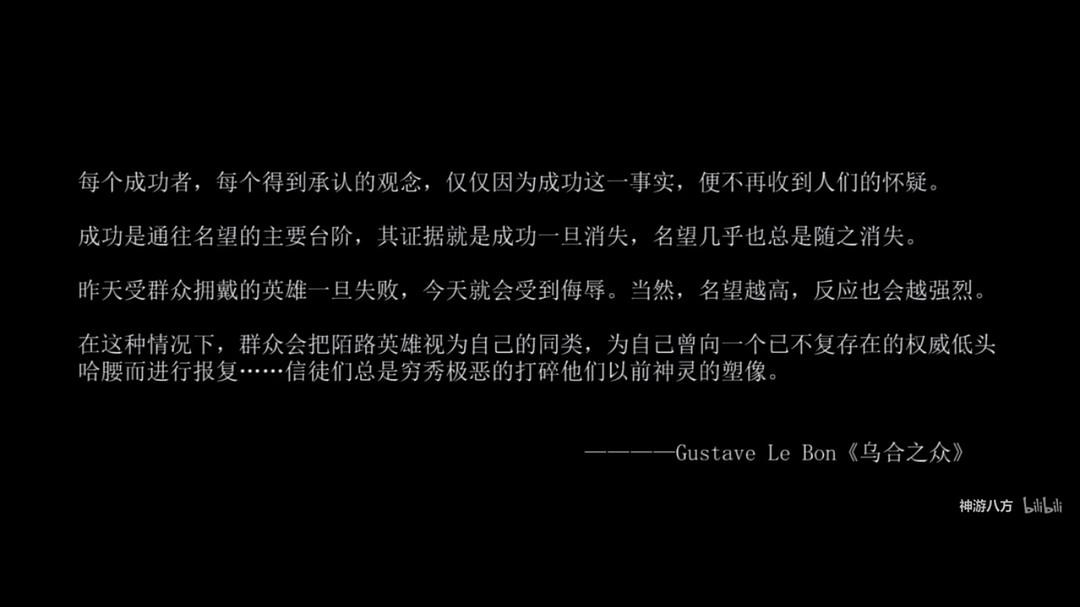 每个成功者，每个得到承认的观念，仅仅因为成功这一事实，便不再收到人们的怀疑。
成功是通往名望的主要台阶，其证据就是成功一旦消失，名望几乎也总是随之消失。
昨天受群众拥戴的英雄一旦失败，今天就会受到侮辱。当然，名望越高，反应也会越强烈。
在这种情况下，群众会把陌路英雄视为自己的同类，为自己曾向一个已不复存在的权威低头
哈腰而进行报复……信徒们总是穷秀极恶的打碎他们以前神灵的塑像。
————Gustave Le Bon《乌合之众》
神游八方 bilibili